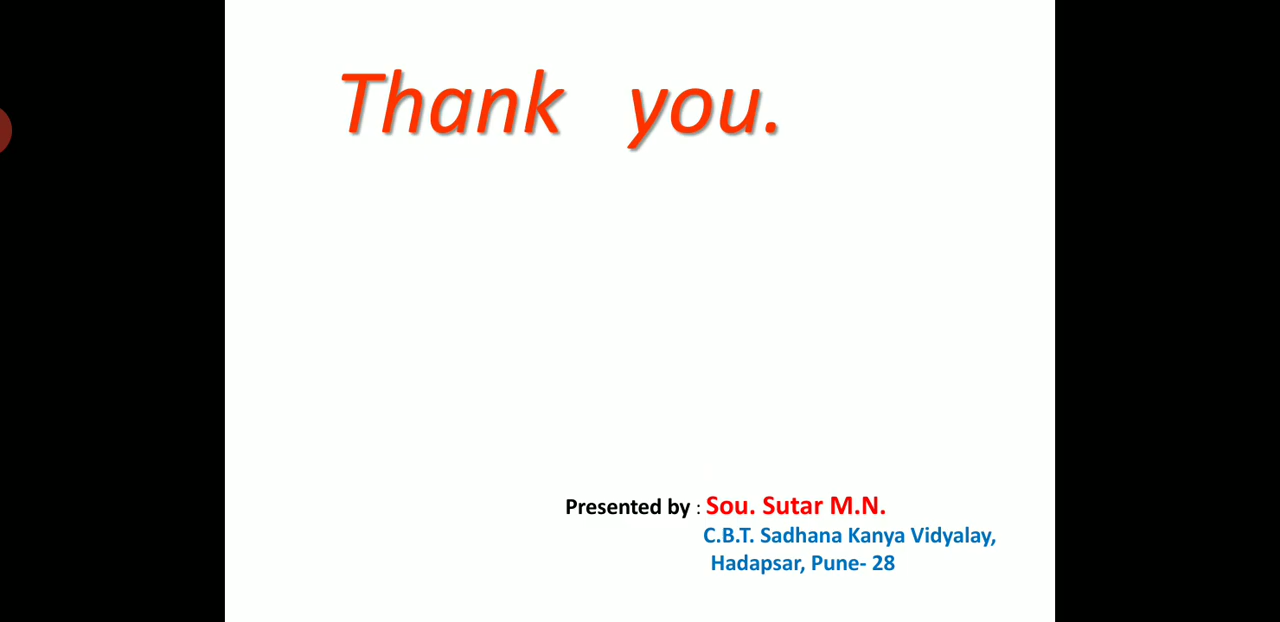 Thank you.
Presented by : Sou. Sutar M.N.
C.B.T. Sadhana Kanya Vidyalay,
Hadapsar, Pune- 28